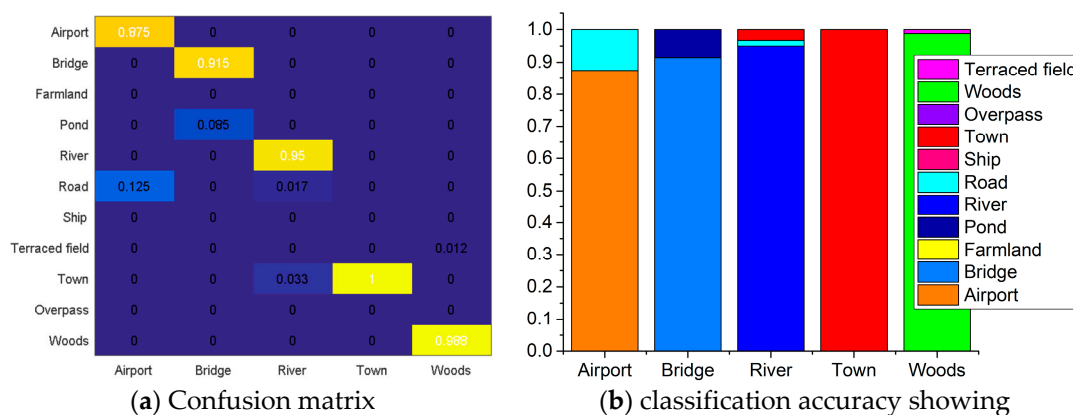 Airport 0.875 0 0 0 0
Bridge 0 0.915 0 0 0
Farmland 0 0 0 0 0
Pond 0 0.085 0 0 0
River 0 0 0.95 0 0
Road 0.125 0 0.017 0 0
Ship 0 0 0 0 0
Terraced field 0 0 0 0 0.012
Town 0 0 0.033 1 0
Overpass 0 0 0 0 0
Woods 0 0 0 0 0.988
Airport Bridge River Town Woods
(a) Confusion matrix
1.0
0.9
0.8
0.7
0.6
0.5
0.4
0.3
0.2
0.1
0.0
Terraced field
Woods
Overpass
Town
Ship
Road
River
Pond
Farmland
Bridge
Airport
Airport Bridge River Town Woods
(b) classification accuracy showing